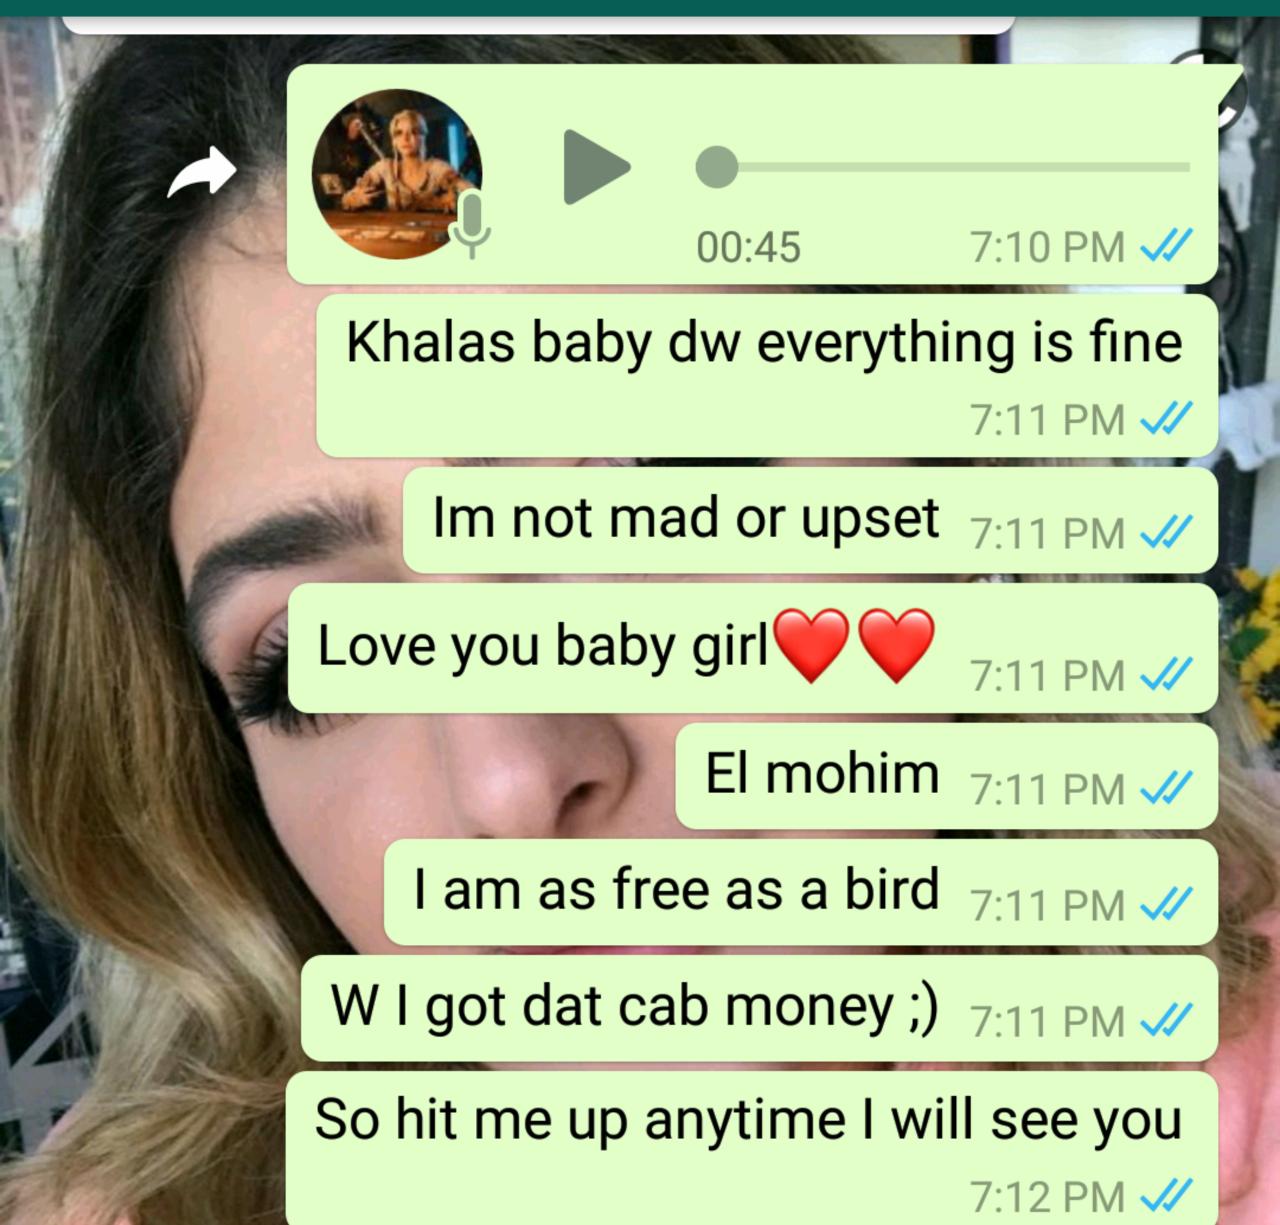 00:45 7:10 PM
Khalas baby dw everything is fine
7:11 PM
Im not mad or upset 7:11 PM
Love you baby girl❤️❤️ 7:11 PM
El mohim 7:11 PM
I am as free as a bird 7:11 PM
W I got dat cab money ;) 7:11 PM
So hit me up anytime I will see you
7:12 PM